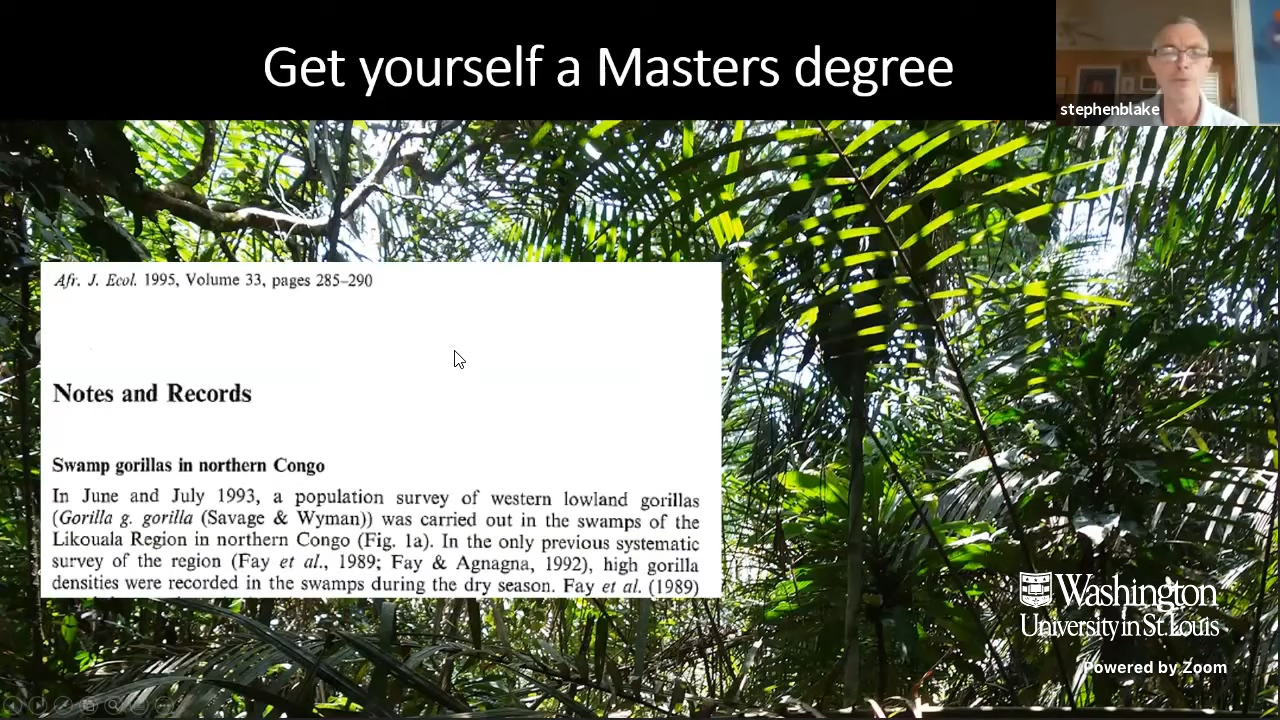 Get yourself a Masters degree
stephenblake
Afr. J. Ecol. 1995, Volume 33, pages 285–290
Notes and Records
Swamp gorillas in northern Congo
In June and July 1993, a population survey of western lowland gorillas
(Gorilla g. gorilla (Savage & Wyman)) was carried out in the swamps of the
Likouala Region in northern Congo (Fig. 1a). In the only previous systematic
survey of the region (Fay et al., 1989; Fay & Agnagna, 1992), high gorilla
densities were recorded in the swamps during the dry season. Fay et al. (1989)
Washington
University in St. Louis
Powered by Zoom